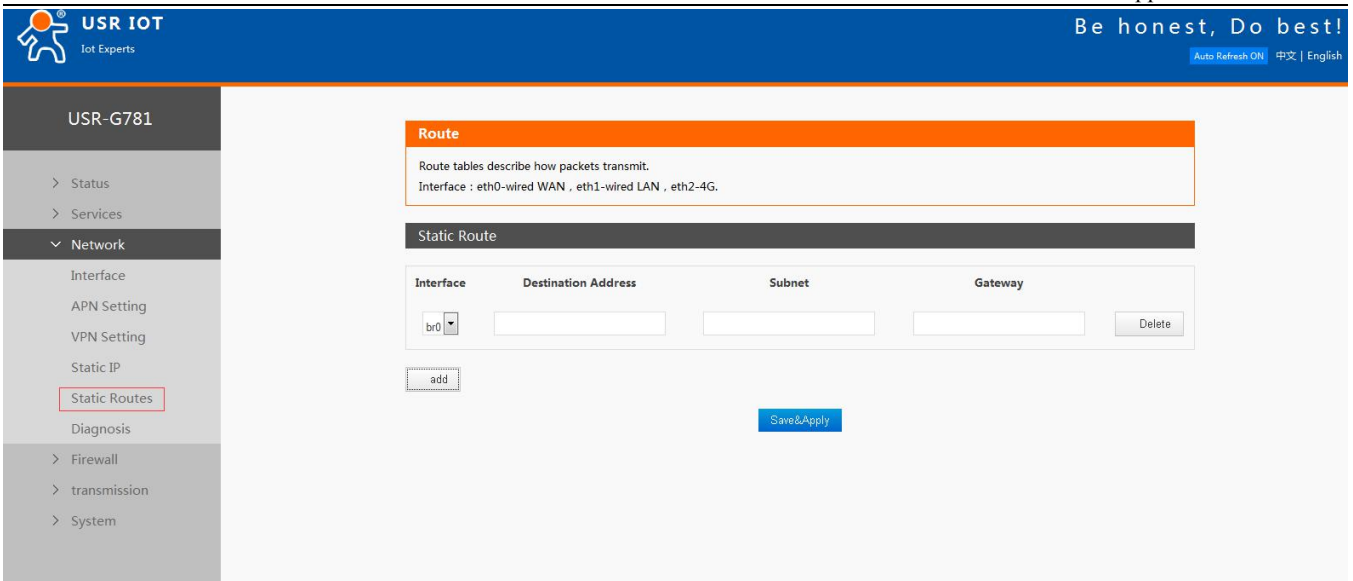 USR IOT
Iot Experts
Be honest, Do best!
Auto Refresh ON 中文 | English
USR-G781
Status
Services
Network
Interface
APN Setting
VPN Setting
Static IP
Static Routes
Diagnosis
Firewall
transmission
System
Route
Route tables describe how packets transmit.
Interface : eth0-wired WAN , eth1-wired LAN , eth2-4G.
Static Route
Interface Destination Address Subnet Gateway
br0 Delete
add
Save&Apply